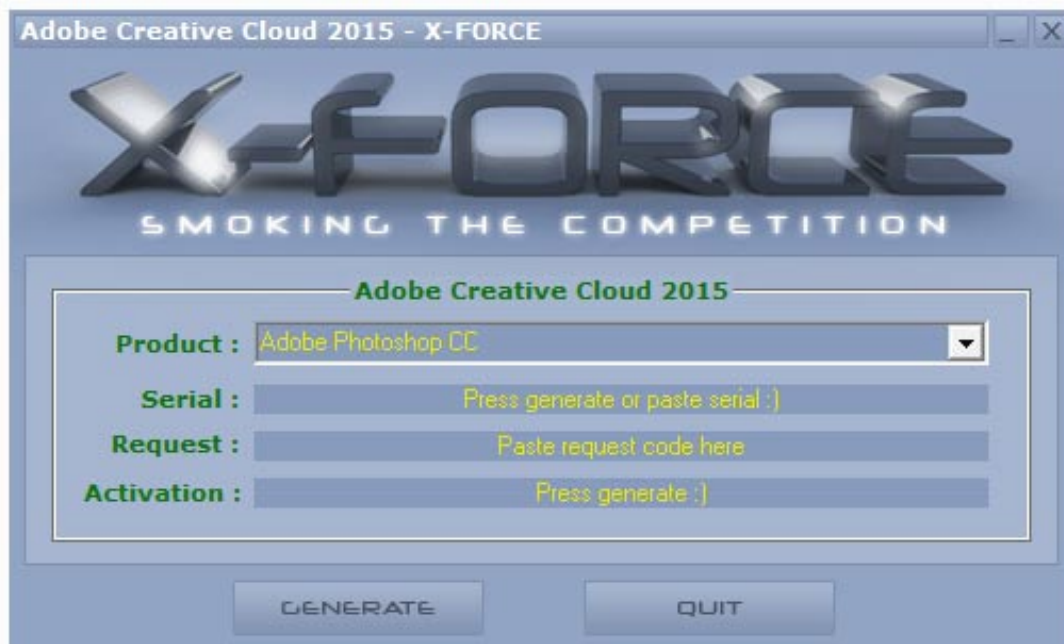 Adobe Creative Cloud 2015 - X-FORCE
X-FORCE
SMOKING THE COMPETITION
Adobe Creative Cloud 2015
Product : Adobe Photoshop CC
Serial : Press generate or paste serial :)
Request : Paste request code here
Activation : Press generate :)
GENERATE QUIT